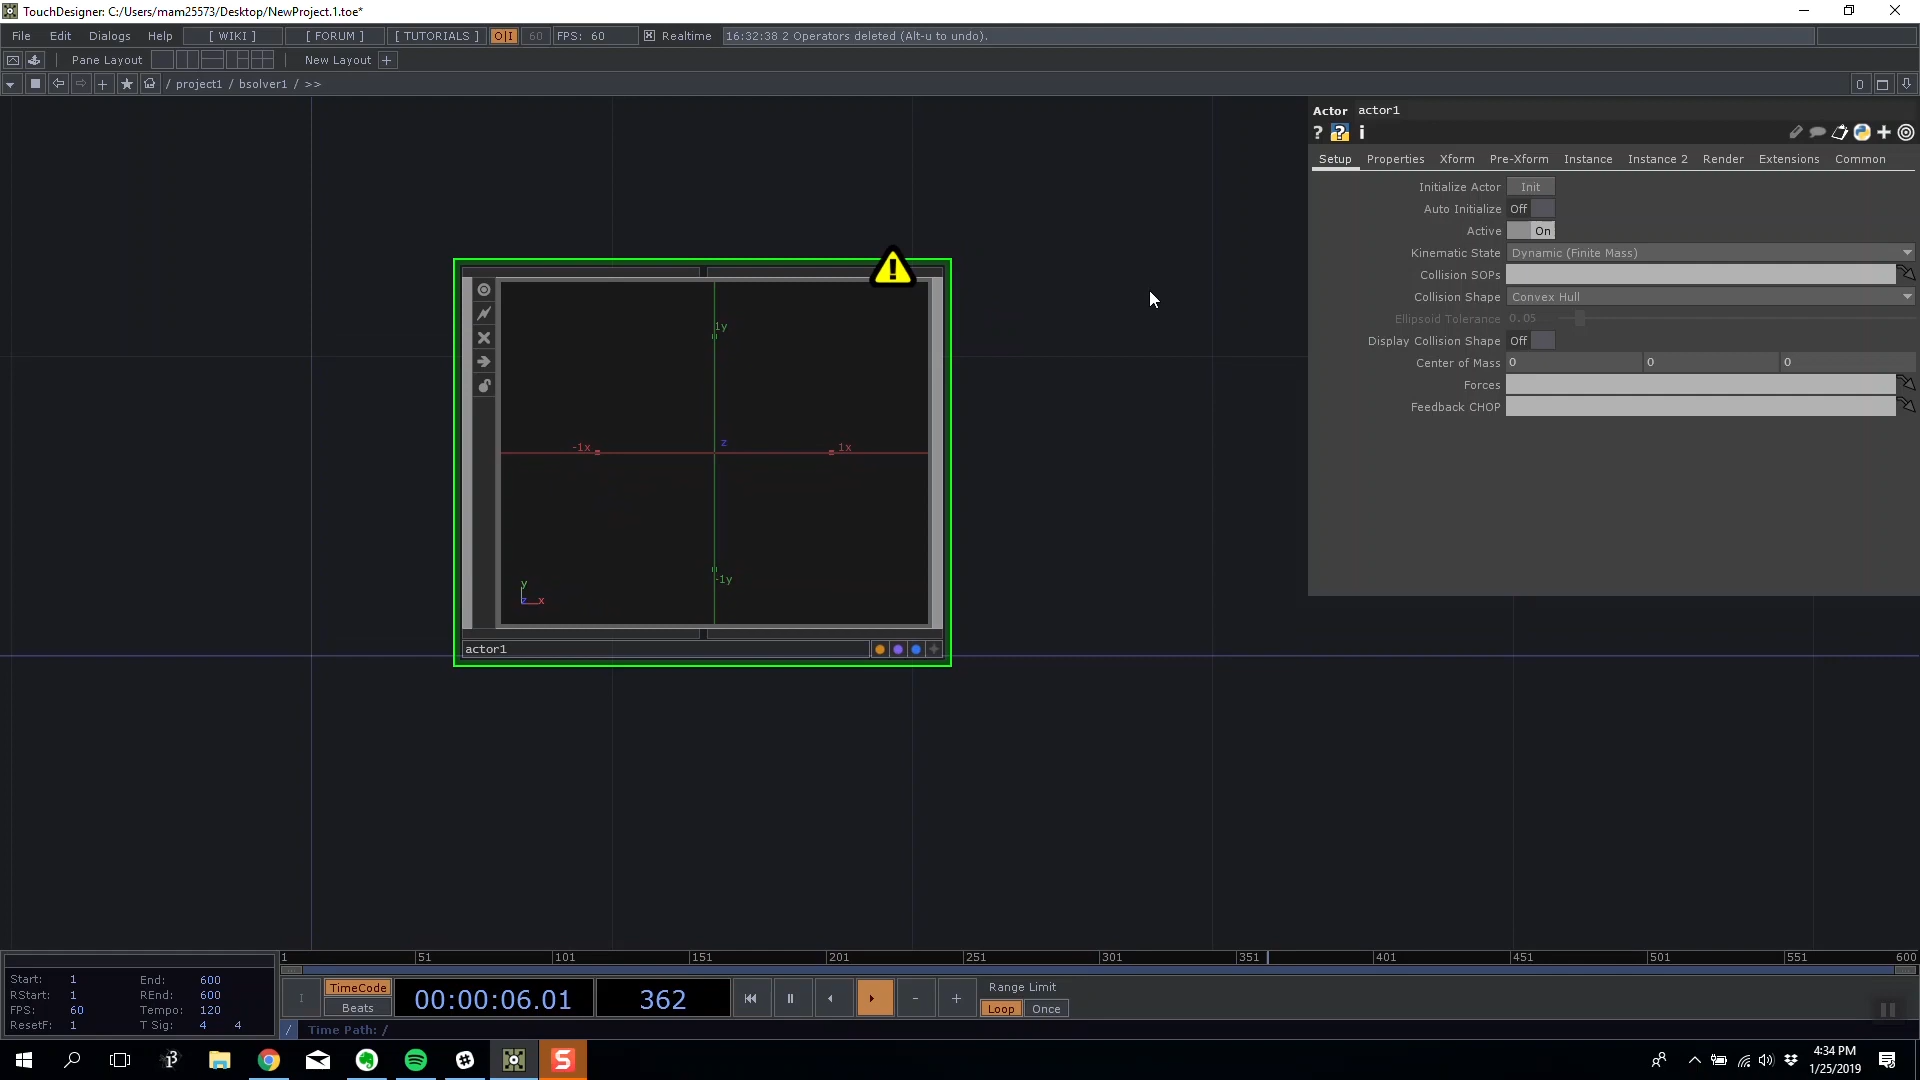 TouchDesigner: C:/Users/mam25573/Desktop/NewProject.1.toe*
File Edit Dialogs Help [ WIKI ] [ FORUM ] [ TUTORIALS ] O|I 60 FPS: 60 Realtime 16:32:38 2 Operators deleted (Alt-u to undo).
Pane Layout New Layout +
/ project1 / bsolver1 / >> 0
Actor actor1
? ? i
Setup Properties Xform Pre-Xform Instance Instance 2 Render Extensions Common
Initialize Actor Init
Auto Initialize Off
Active On
Kinematic State Dynamic (Finite Mass)
Collision SOPs
Collision Shape Convex Hull
Ellipsoid Tolerance 0.05
Display Collision Shape Off
Center of Mass 0 0 0
Forces
Feedback CHOP
1y
-1x z 1x
-1y
y
z x
actor1
1 51 101 151 201 251 301 351 401 451 501 551 600
Start: 1 End: 600
RStart: 1 REnd: 600
FPS: 60 Tempo: 120
ResetF: 1 T Sig: 4 4
I TimeCode Beats 00:00:06.01 362 - + Range Limit
Loop Once
/ Time Path: /
4:34 PM
1/25/2019